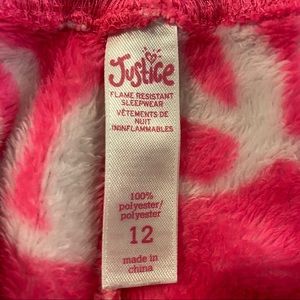 Justice
FLAME RESISTANT
SLEEPWEAR
VÊTEMENTS DE
NUIT
ININFLAMMABLES
100%
polyester/
polyester
12
made in
china